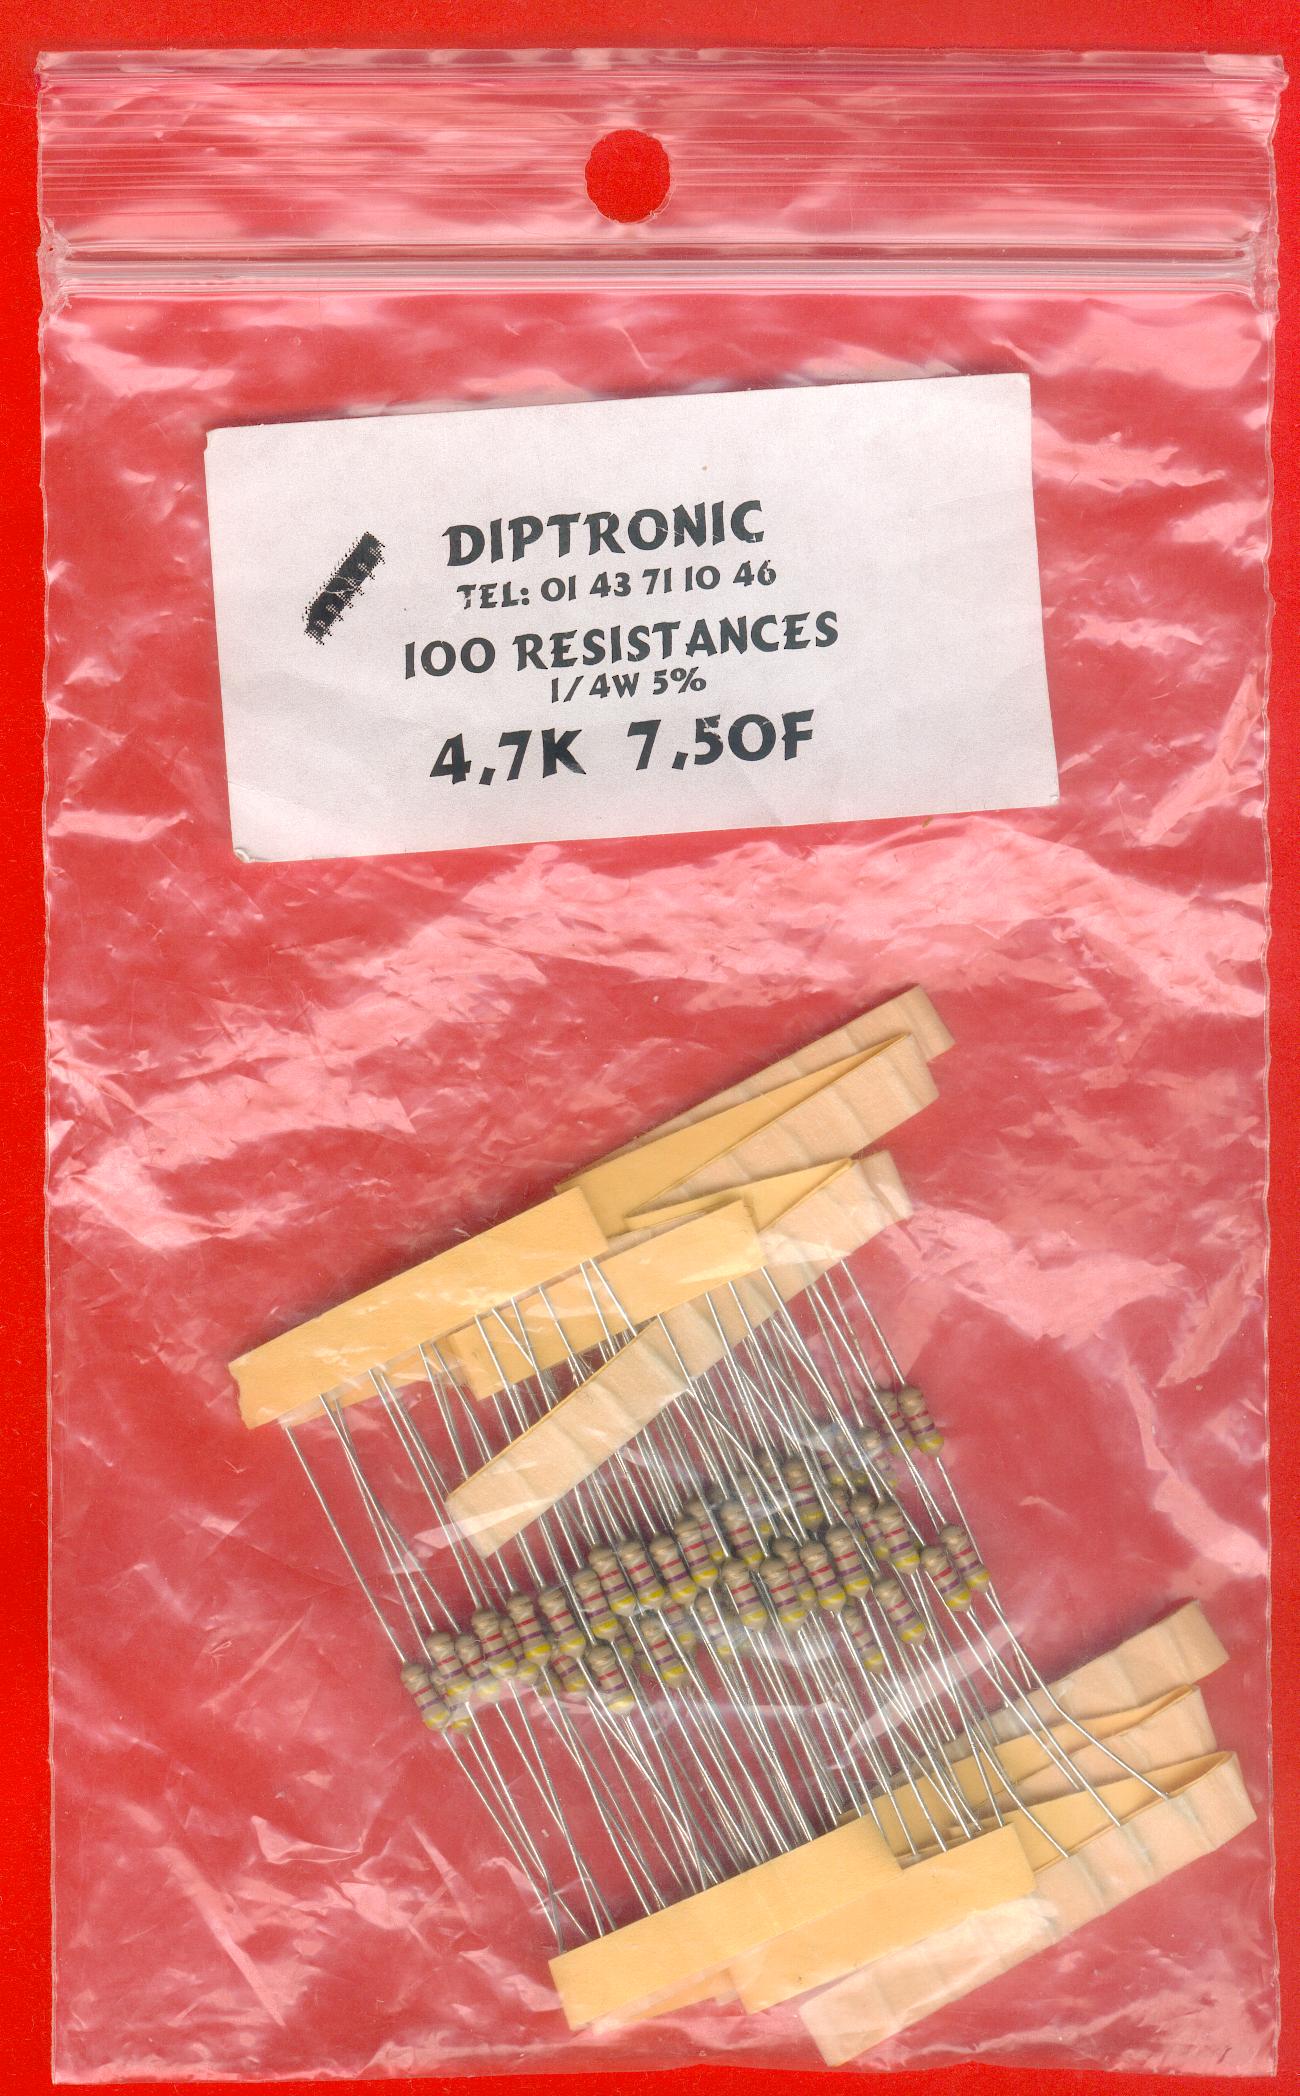 DIPTRONIC
TEL: 01 43 71 10 46
100 RESISTANCES
1/4W 5%
4,7K 7,50F